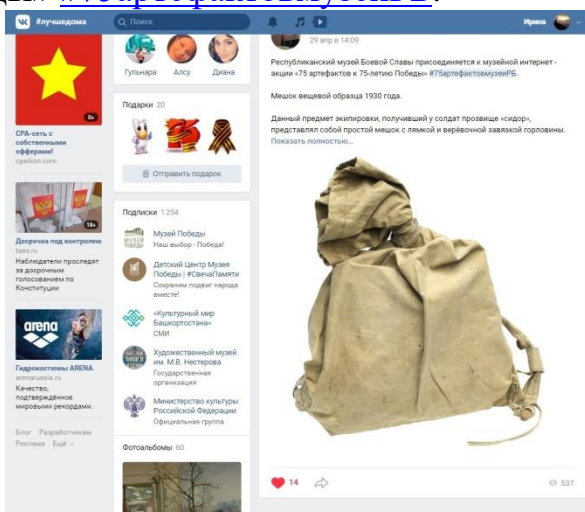 #75артефактовмузеиРБ.
#лучшедома
Поиск
Ирина
0+
CPA-сеть с
собственными
офферами!
cpaikon.com
18+
Досрочка под контролем
tass.ru
Наблюдатели проследят
за досрочным
голосованием по
Конституции
arena
Гидрокостюмы ARENA
arenarussia.ru
Качество,
подтверждённое
мировыми рекордами.
Блог Разработчикам
Реклама Ещё
Гульнара Алсу Диана
Подарки 20
Отправить подарок
Подписки 1 254
Музей Победы
Наш выбор - Победа!
Детский Центр Музея
Победы | #СвечаПамяти
Сохраним подвиг народа
вместе!
«Культурный мир
Башкортостана»
СМИ
Художественный музей
им. М.В. Нестерова
Государственная
организация
Министерство культуры
Российской Федерации
Официальная группа
Фотоальбомы 60
29 апр в 14:09
Республиканский музей Боевой Славы присоединяется к музейной интернет -
акции «75 артефактов к 75-летию Победы» #75артефактовмузеиРБ.
Мешок вещевой образца 1930 года.
Данный предмет экипировки, получивший у солдат прозвище «сидор»,
представлял собой простой мешок с лямкой и верёвочной завязкой горловины.
Показать полностью...
14
537